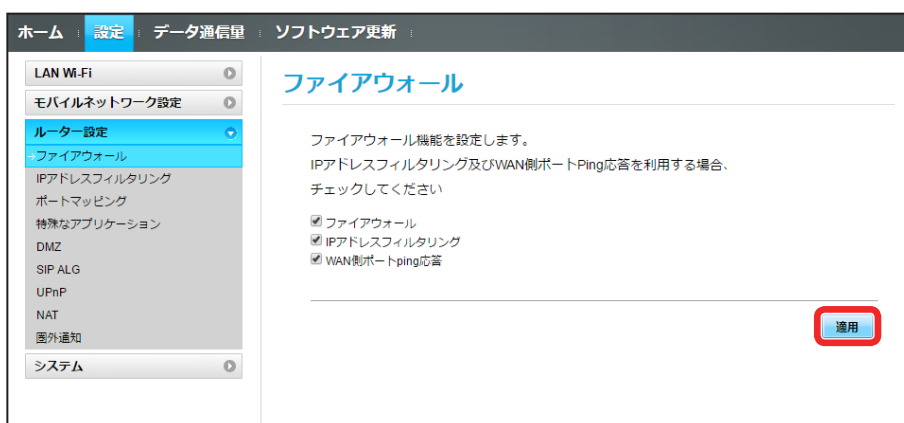 ホーム 設定 データ通信量 ソフトウェア更新
LAN Wi-Fi
モバイルネットワーク設定
ルーター設定
ファイアウォール
IPアドレスフィルタリング
ポートマッピング
特殊なアプリケーション
DMZ
SIP ALG
UPnP
NAT
圏外通知
システム
ファイアウォール
ファイアウォール機能を設定します。
IPアドレスフィルタリング及びWAN側ポートPing応答を利用する場合、
チェックしてください
ファイアウォール
IPアドレスフィルタリング
WAN側ポートping応答
適用